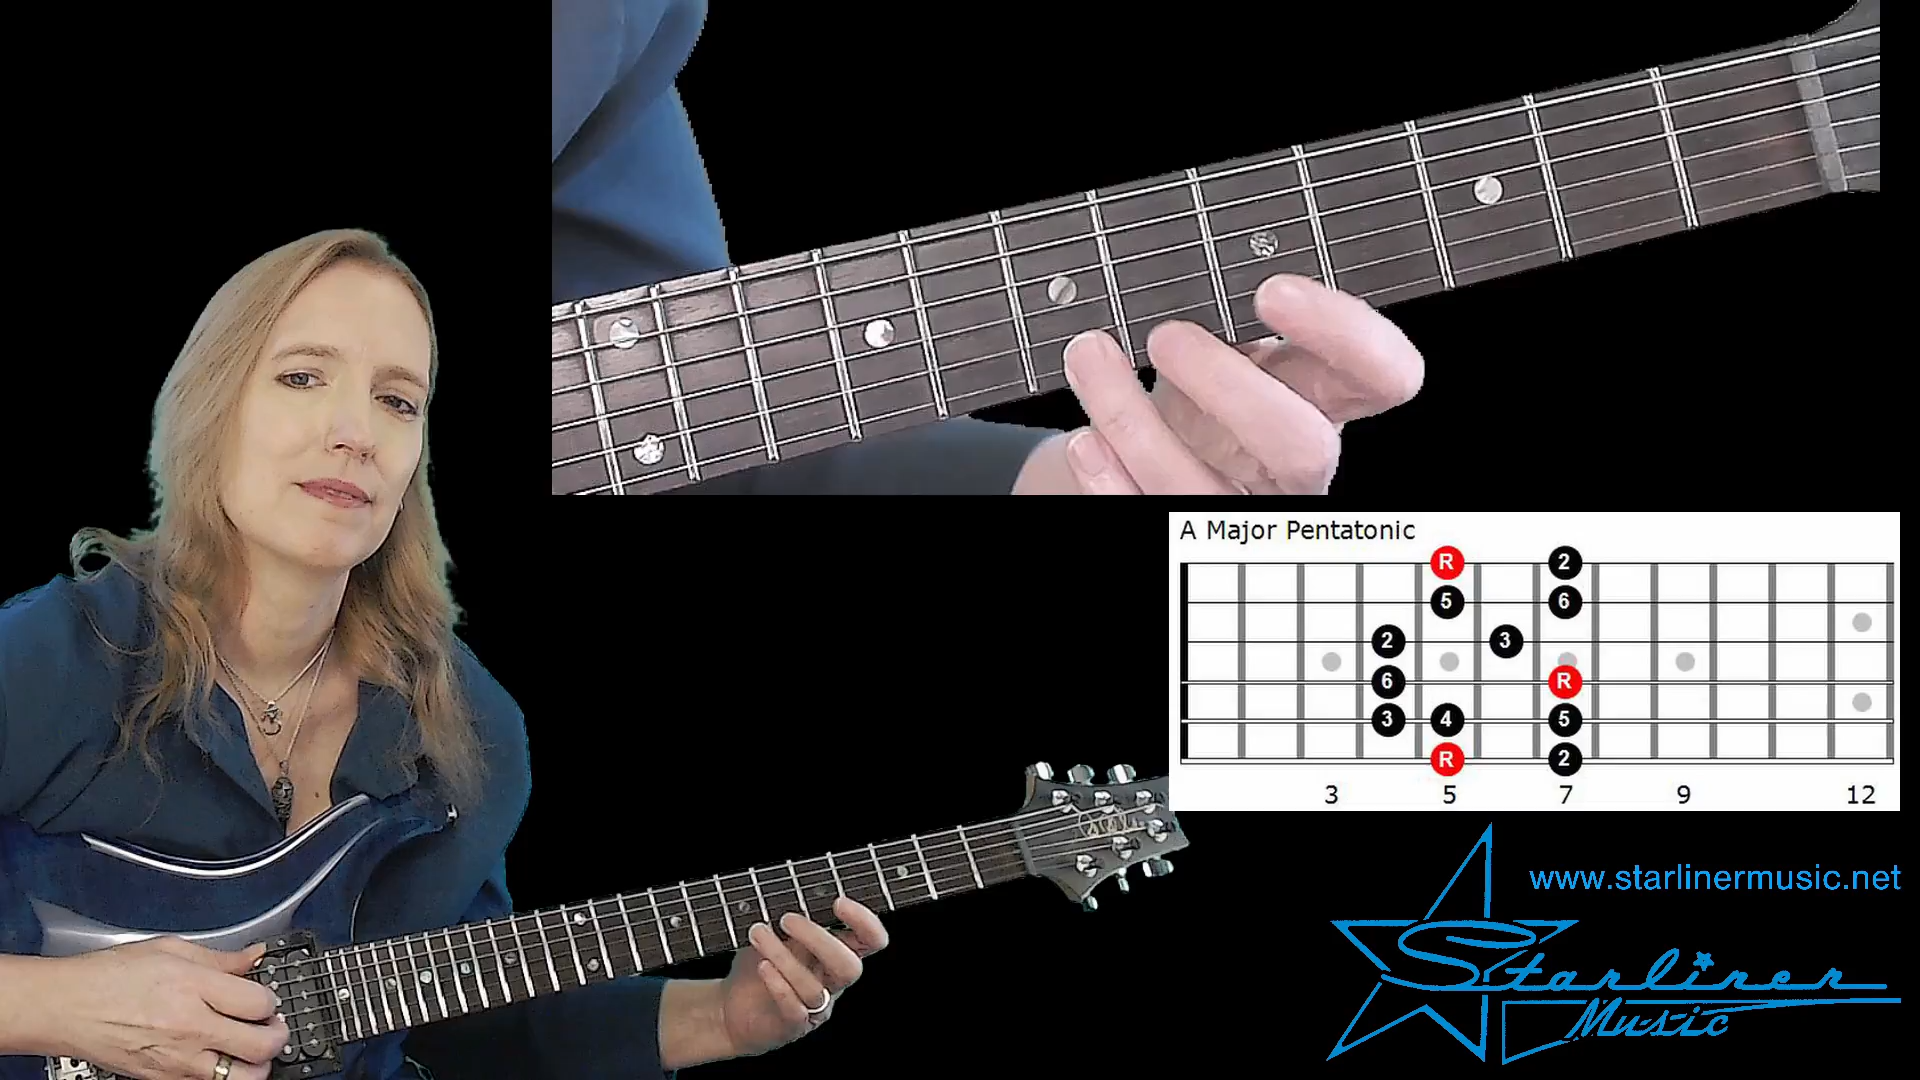 A Major Pentatonic
R 2
5 6
2 3
6 R
3 4 5
R 2
3 5 7 9 12
www.starlinermusic.net
Starliner
Music